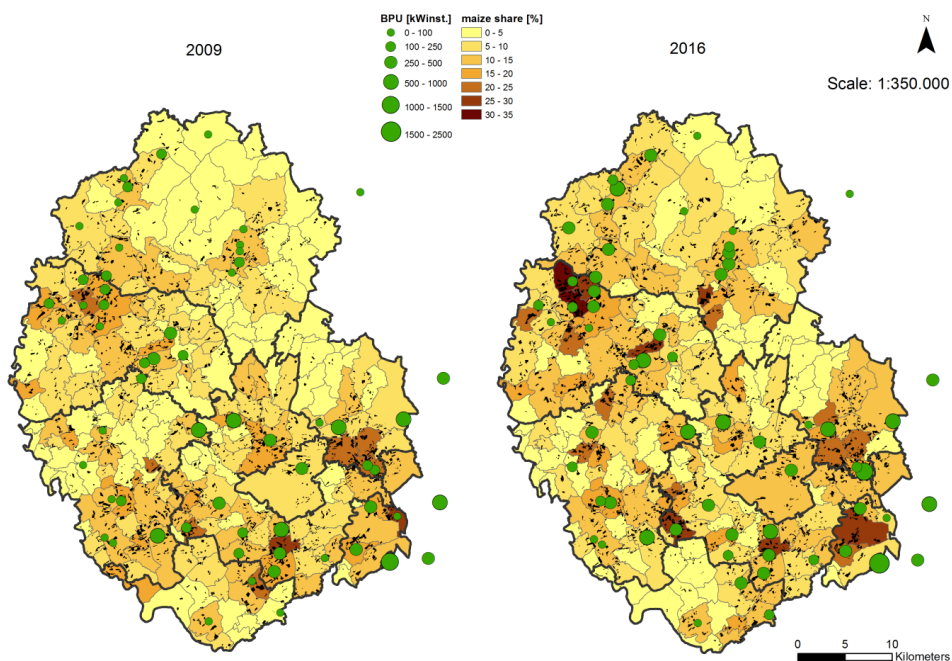 2009
BPU [kWinst.]
0 - 100
100 - 250
250 - 500
500 - 1000
1000 - 1500
1500 - 2500
maize share [%]
0 - 5
5 - 10
10 - 15
15 - 20
20 - 25
25 - 30
30 - 35
2016
N
Scale: 1:350.000
0 5 10
Kilometers